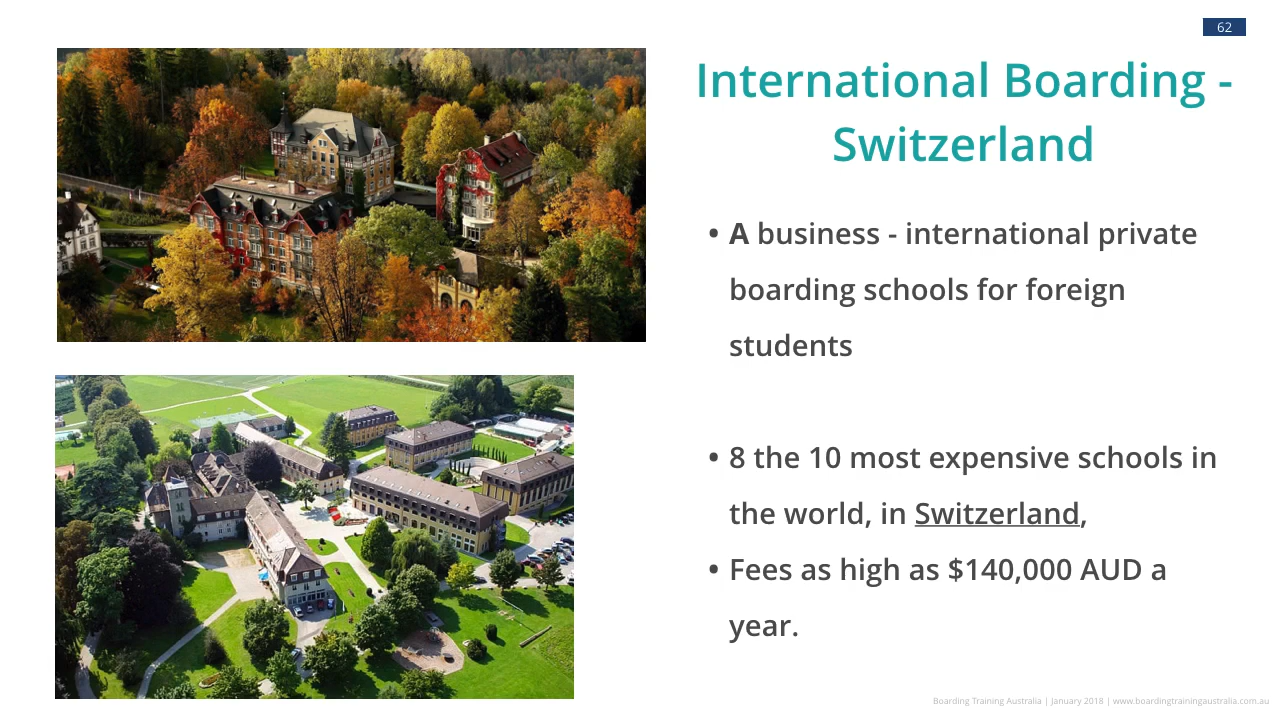 62
International Boarding -
Switzerland
• A business - international private
boarding schools for foreign
students
• 8 the 10 most expensive schools in
the world, in Switzerland,
• Fees as high as $140,000 AUD a
year.
Boarding Training Australia | January 2018 | www.boardingtrainingaustralia.com.au